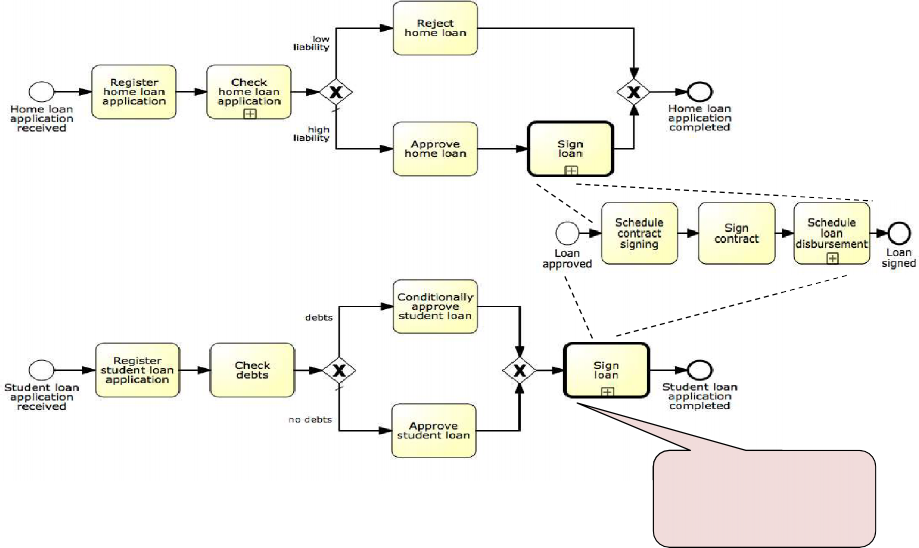 Reject
home loan
low
liability
Register
home loan
application
Check
home loan
application
X
X
Home loan
application
received
Home loan
application
completed
high
liability
Approve
home loan
Sign
loan
Schedule
contract
signing
Sign
contract
Schedule
loan
disbursement
Loan
approved
Loan
signed
Conditionally
approve
student loan
debts
Register
student loan
application
Check
debts
X
X
Sign
loan
Student loan
application
received
Student loan
application
completed
no debts
Approve
student loan